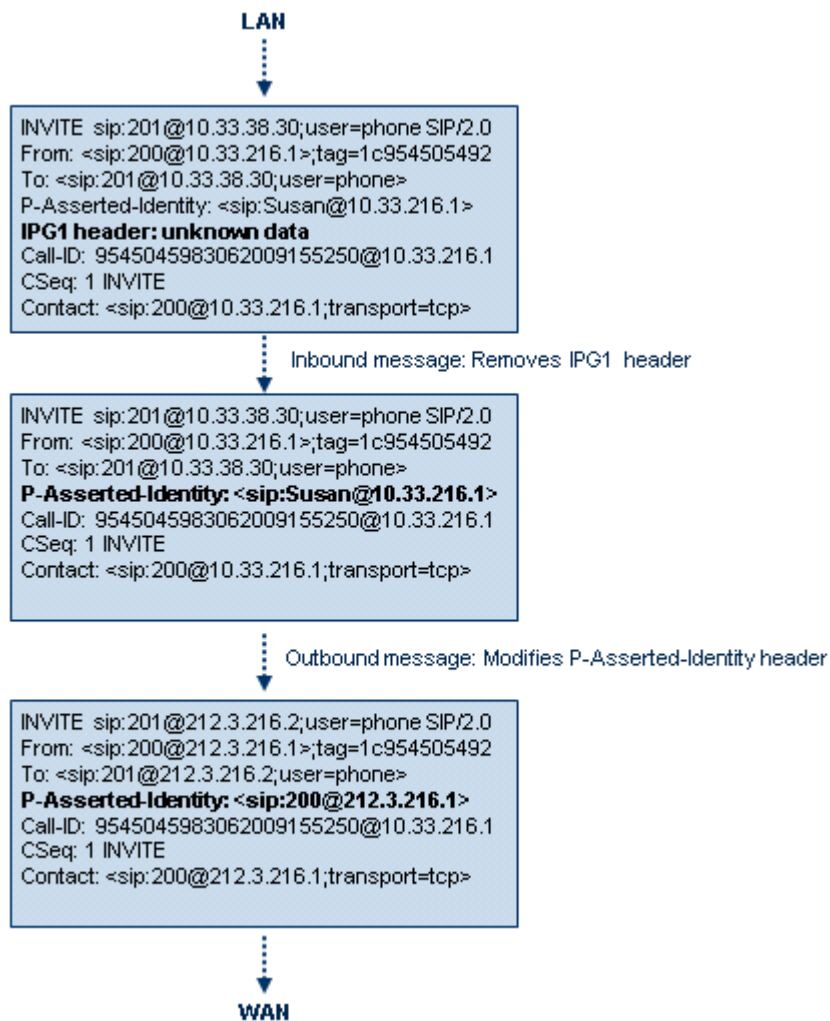 LAN
INVITE sip:201@10.33.38.30;user=phone SIP/2.0
From: <sip:200@10.33.216.1>;tag=1c954505492
To: <sip:201@10.33.38.30;user=phone>
P-Asserted-Identity: <sip:Susan@10.33.216.1>
IPG1 header: unknown data
Call-ID: 9545045983062009155250@10.33.216.1
CSeq: 1 INVITE
Contact: <sip:200@10.33.216.1;transport=tcp>
Inbound message: Removes IPG1 header
INVITE sip:201@10.33.38.30;user=phone SIP/2.0
From: <sip:200@10.33.216.1>;tag=1c954505492
To: <sip:201@10.33.38.30;user=phone>
P-Asserted-Identity: <sip:Susan@10.33.216.1>
Call-ID: 9545045983062009155250@10.33.216.1
CSeq: 1 INVITE
Contact: <sip:200@10.33.216.1;transport=tcp>
Outbound message: Modifies P-Asserted-Identity header
INVITE sip:201@212.3.216.2;user=phone SIP/2.0
From: <sip:200@212.3.216.1>;tag=1c954505492
To: <sip:201@212.3.216.2;user=phone>
P-Asserted-Identity: <sip:200@212.3.216.1>
Call-ID: 9545045983062009155250@10.33.216.1
CSeq: 1 INVITE
Contact: <sip:200@212.3.216.1;transport=tcp>
WAN